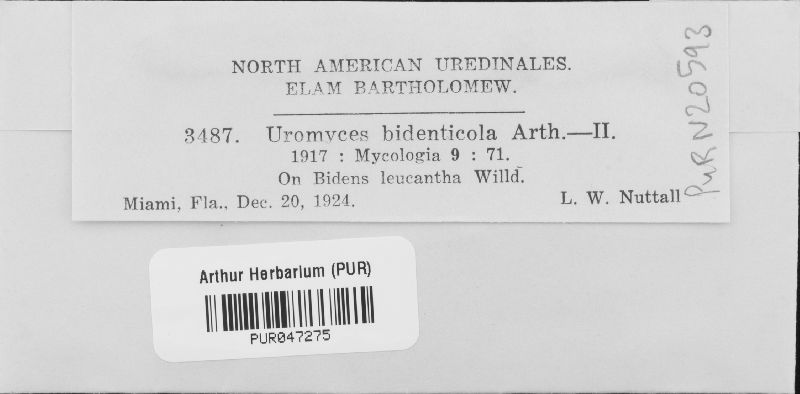 NORTH AMERICAN UREDINALES.
ELAM BARTHOLOMEW.
3487. Uromyces bidenticola Arth.—II.
1917 : Mycologia 9 : 71.
On Bidens leucantha Willd.
Miami, Fla., Dec. 20, 1924. L. W. Nuttall
PUR N20593
Arthur Herbarium (PUR)
PUR047275